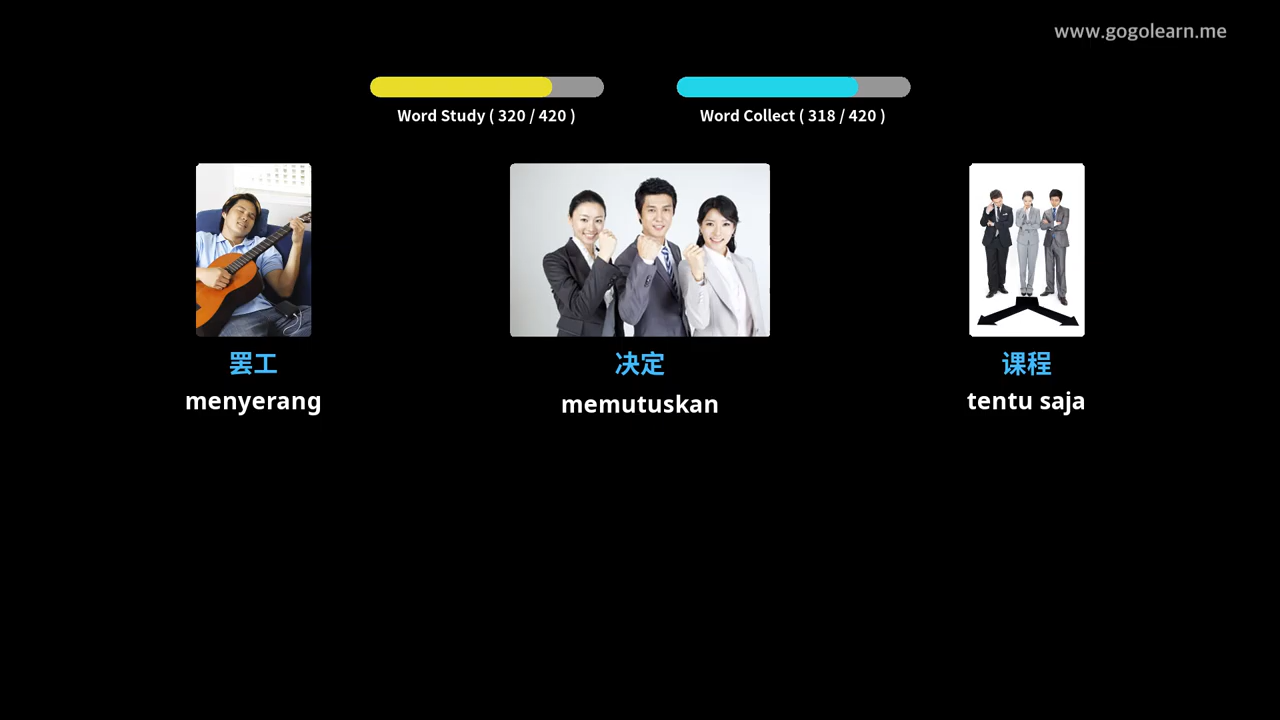 www.gogolearn.me
Word Study ( 320 / 420 )
Word Collect ( 318 / 420 )
罢工
决定
课程
menyerang
memutuskan
tentu saja